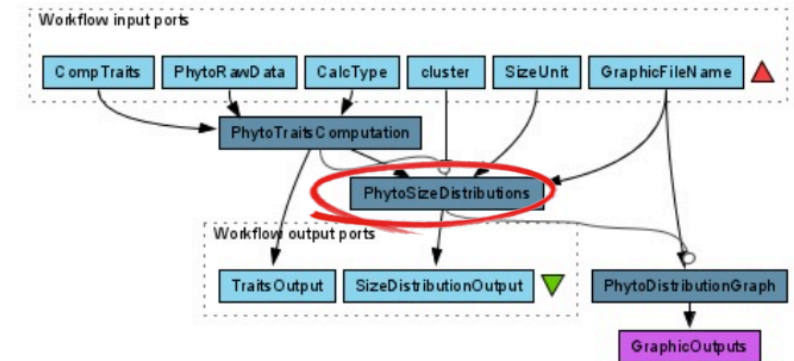 Workflow input ports
CompTraits PhytoRawData CalcType cluster SizeUnit GraphicFileName
PhytoTraitsComputation
PhytoSizeDistributions
Workflow output ports
TraitsOutput SizeDistributionOutput PhytoDistributionGraph
GraphicOutputs